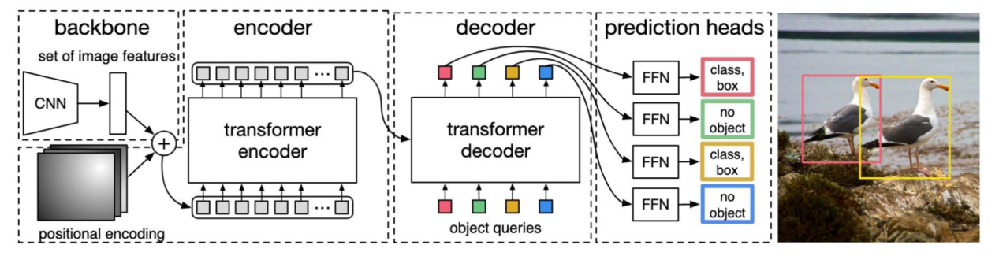 backbone
set of image features
CNN
+
positional encoding
encoder
...
transformer
encoder
...
decoder
transformer
decoder
object queries
prediction heads
FFN
class,
box
FFN
no
object
FFN
class,
box
FFN
no
object